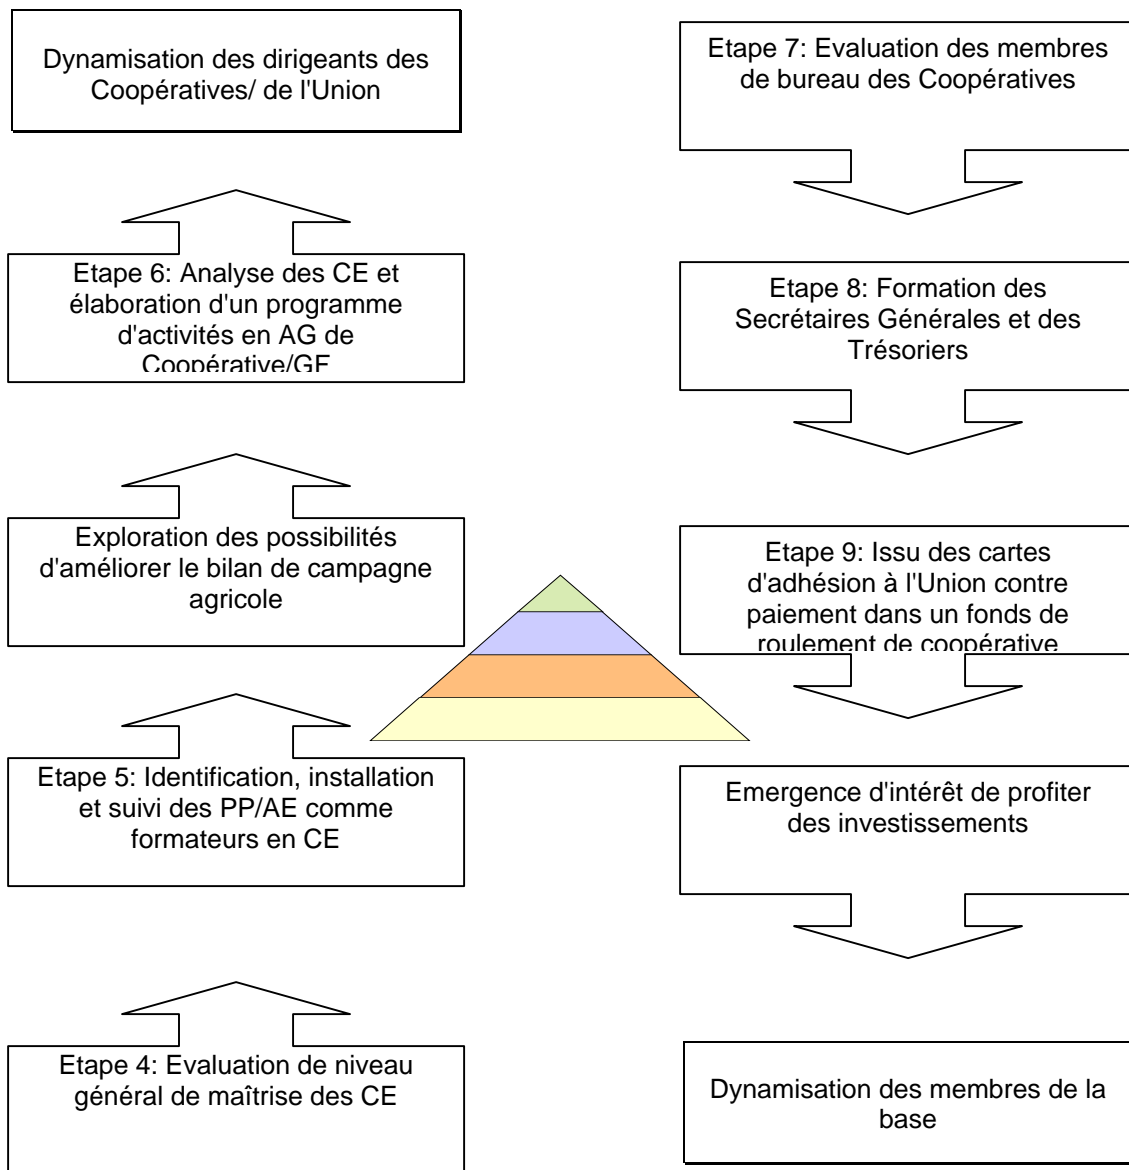 Dynamisation des dirigeants des
Coopératives/ de l'Union
Etape 6: Analyse des CE et
élaboration d'un programme
d'activités en AG de
Coopérative/GF
Exploration des possibilités
d'améliorer le bilan de campagne
agricole
Etape 5: Identification, installation
et suivi des PP/AE comme
formateurs en CE
Etape 4: Evaluation de niveau
général de maîtrise des CE
Etape 7: Evaluation des membres
de bureau des Coopératives
Etape 8: Formation des
Secrétaires Générales et des
Trésoriers
Etape 9: Issu des cartes
d'adhésion à l'Union contre
paiement dans un fonds de
roulement de coopérative
Emergence d'intérêt de profiter
des investissements
Dynamisation des membres de la
base